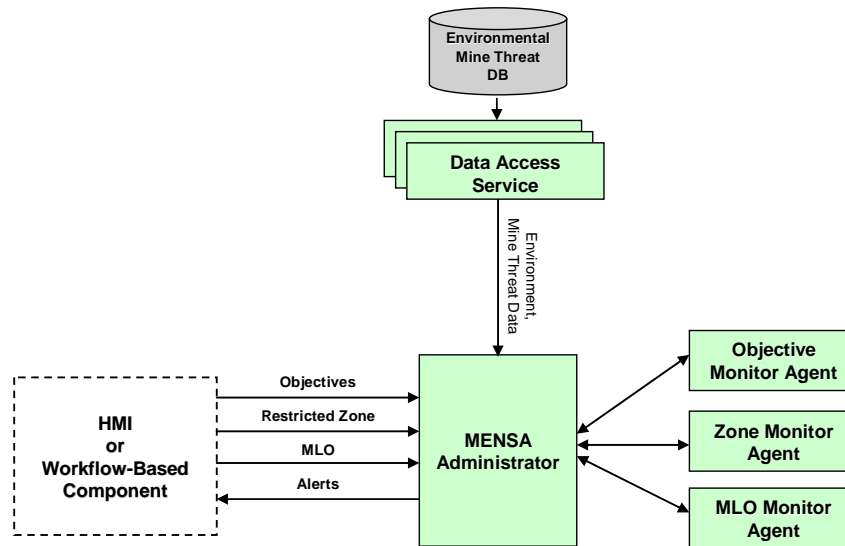 Environmental
Mine Threat
DB
Data Access
Service
Environment,
Mine Threat Data
Objectives
Restricted Zone
MLO
Alerts
HMI
or
Workflow-Based
Component
MENSA
Administrator
Objective
Monitor Agent
Zone Monitor
Agent
MLO Monitor
Agent